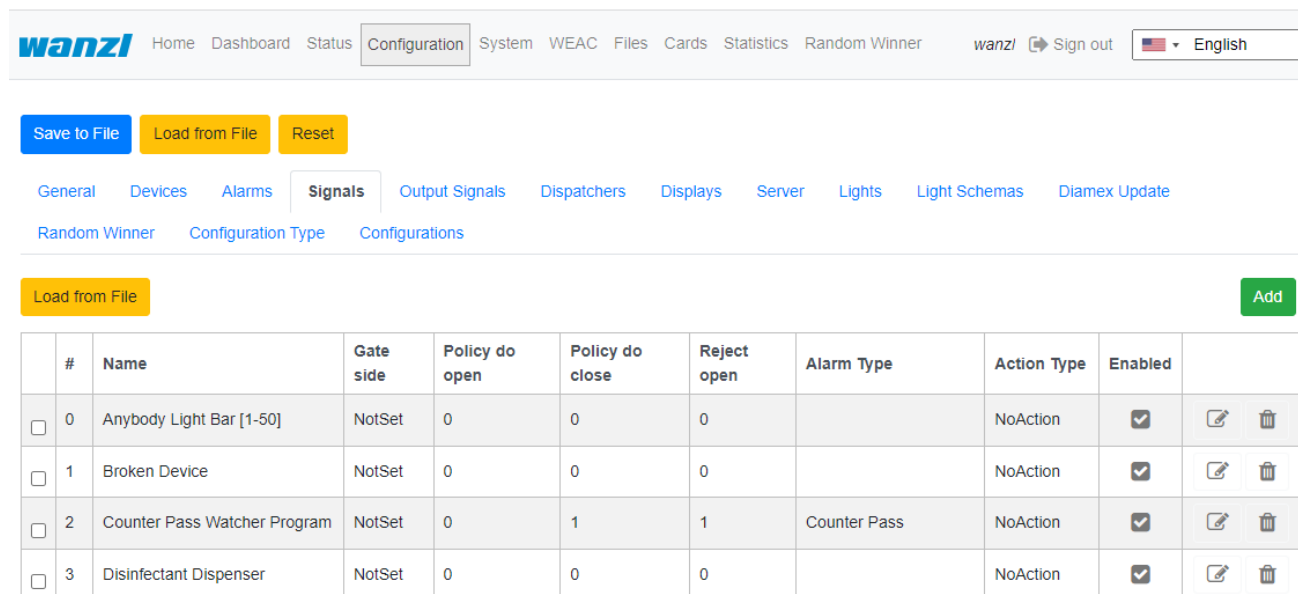 wanzl Home Dashboard Status Configuration System WEAC Files Cards Statistics Random Winner wanzl Sign out English
Save to File Load from File Reset
General Devices Alarms Signals Output Signals Dispatchers Displays Server Lights Light Schemas Diamex Update
Random Winner Configuration Type Configurations
Load from File Add
# Name Gate side Policy do open Policy do close Reject open Alarm Type Action Type Enabled
0 Anybody Light Bar [1-50] NotSet 0 0 0 NoAction
1 Broken Device NotSet 0 0 0 NoAction
2 Counter Pass Watcher Program NotSet 0 1 1 Counter Pass NoAction
3 Disinfectant Dispenser NotSet 0 0 0 NoAction